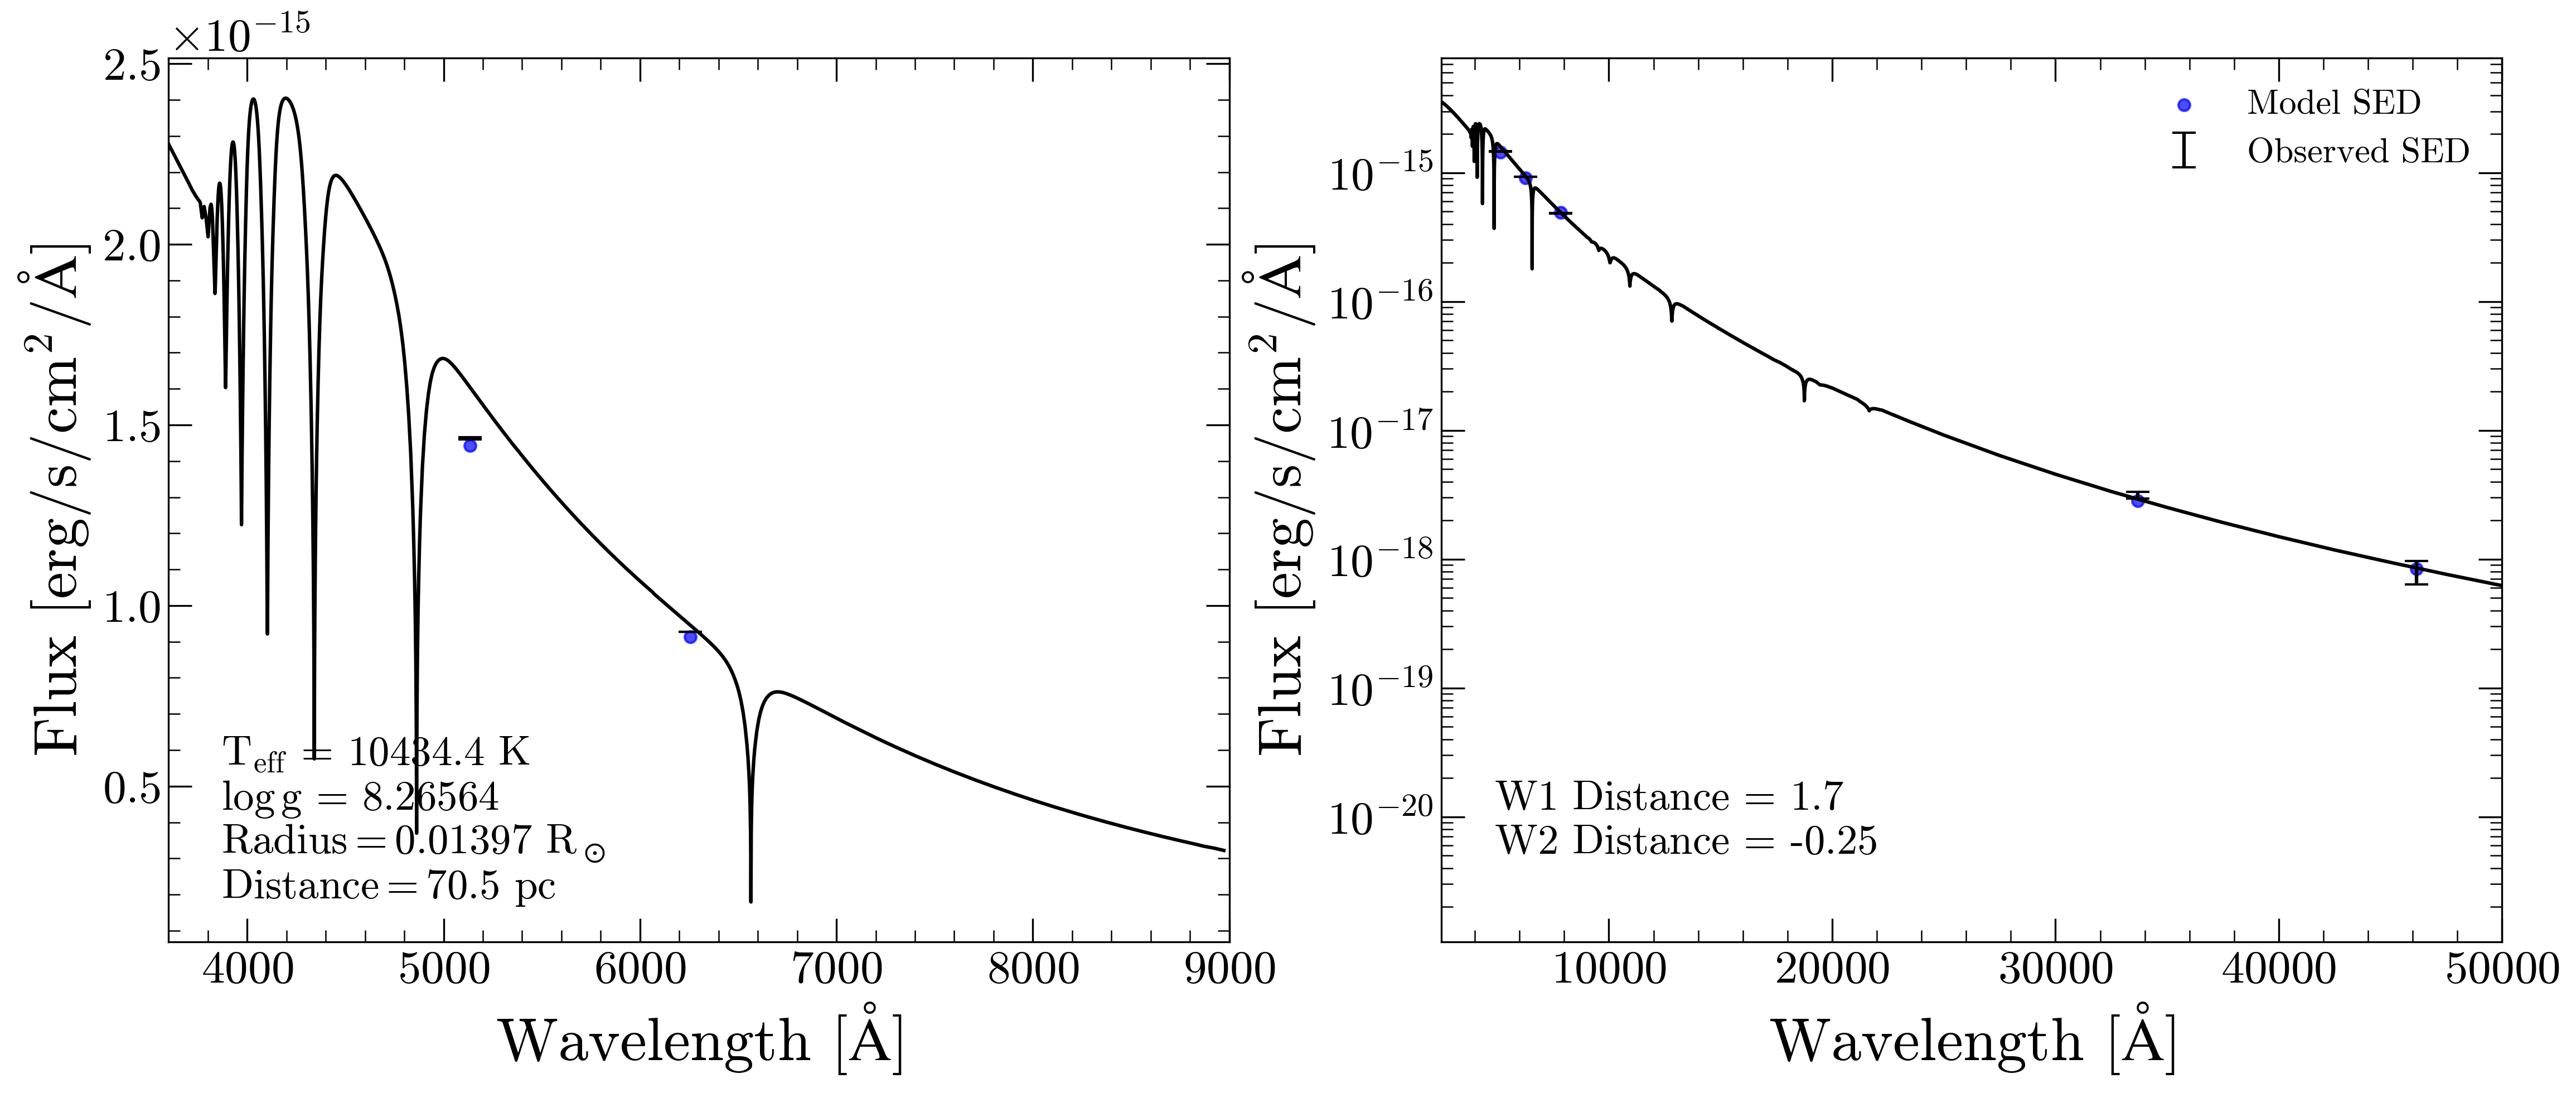 ×10⁻¹⁵
2.5
2.0
1.5
1.0
0.5
Flux [erg/s/cm²/Å]
T_eff = 10434.4 K
log g = 8.26564
Radius = 0.01397 R_⊙
Distance = 70.5 pc
4000 5000 6000 7000 8000 9000
Wavelength [Å]
Model SED
Observed SED
10⁻¹⁵
10⁻¹⁶
10⁻¹⁷
10⁻¹⁸
10⁻¹⁹
10⁻²⁰
Flux [erg/s/cm²/Å]
W1 Distance = 1.7
W2 Distance = -0.25
10000 20000 30000 40000 50000
Wavelength [Å]